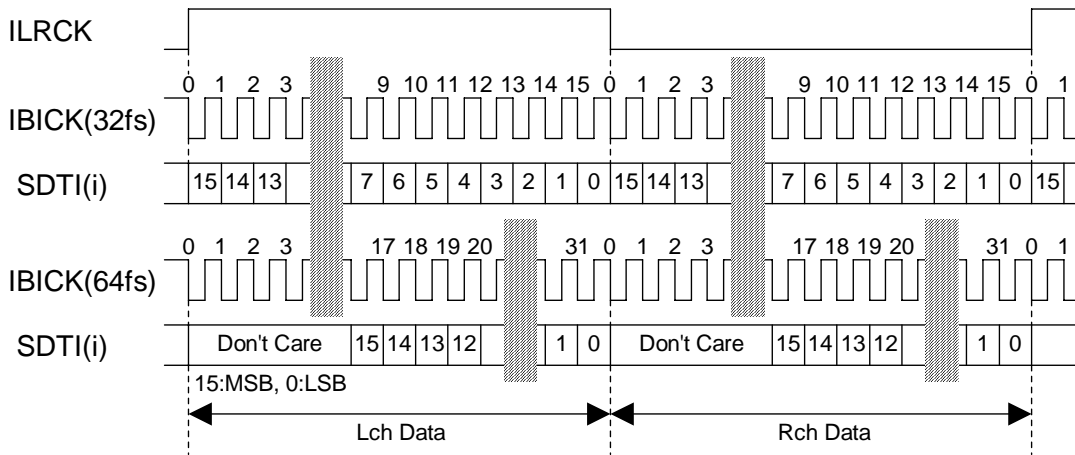 ILRCK
0 1 2 3 9 10 11 12 13 14 15 0 1 2 3 9 10 11 12 13 14 15 0 1
IBICK(32fs)
SDTI(i) 15 14 13 7 6 5 4 3 2 1 0 15 14 13 7 6 5 4 3 2 1 0 15
0 1 2 3 17 18 19 20 31 0 1 2 3 17 18 19 20 31 0 1
IBICK(64fs)
SDTI(i) Don't Care 15 14 13 12 1 0 Don't Care 15 14 13 12 1 0
15:MSB, 0:LSB
Lch Data Rch Data